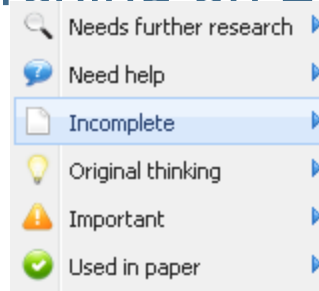 Needs further research
Need help
Incomplete
Original thinking
Important
Used in paper